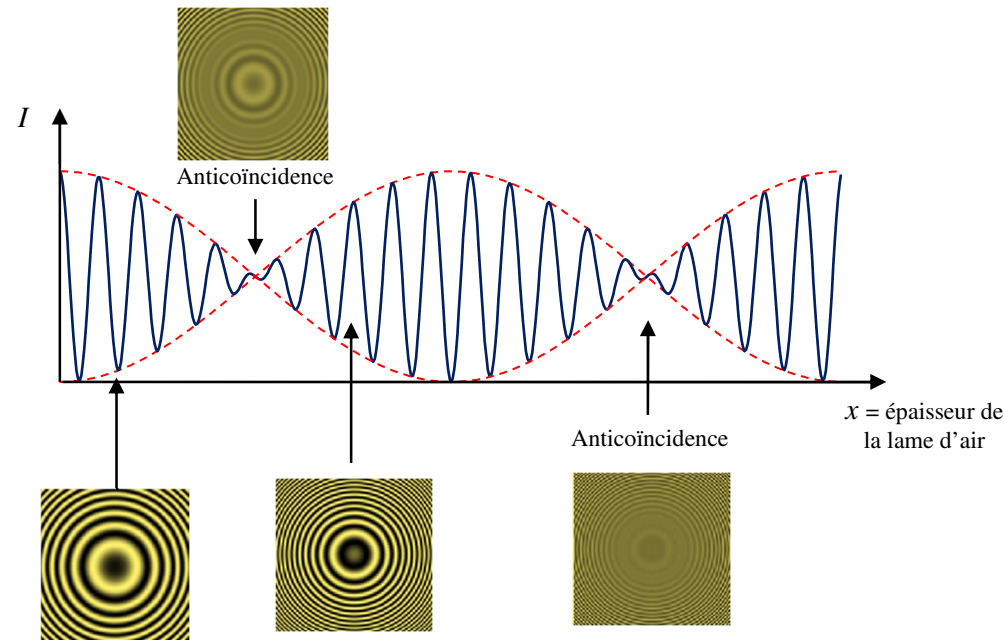 I
Anticoïncidence
x = épaisseur de
la lame d’air
Anticoïncidence